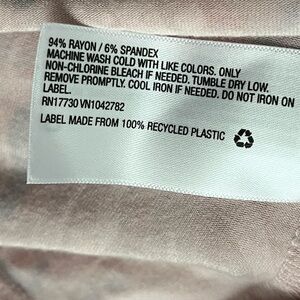 94% RAYON / 6% SPANDEX
MACHINE WASH COLD WITH LIKE COLORS. ONLY
NON-CHLORINE BLEACH IF NEEDED. TUMBLE DRY LOW.
REMOVE PROMPTLY. COOL IRON IF NEEDED. DO NOT IRON ON
LABEL.
RN17730 VN1042782
LABEL MADE FROM 100% RECYCLED PLASTIC